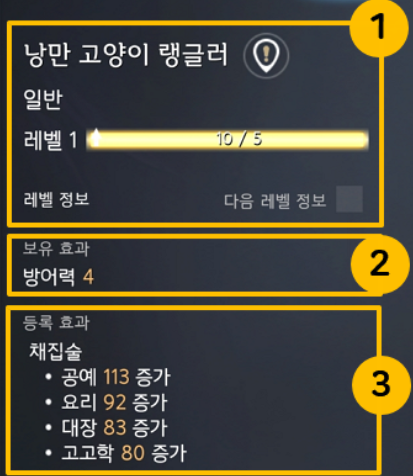 1
낭만 고양이 랭글러
일반
레벨 1 10 / 5
레벨 정보 다음 레벨 정보
보유 효과
2
방어력 4
등록 효과
채집술
• 공예 113 증가
3
• 요리 92 증가
• 대장 83 증가
• 고고학 80 증가